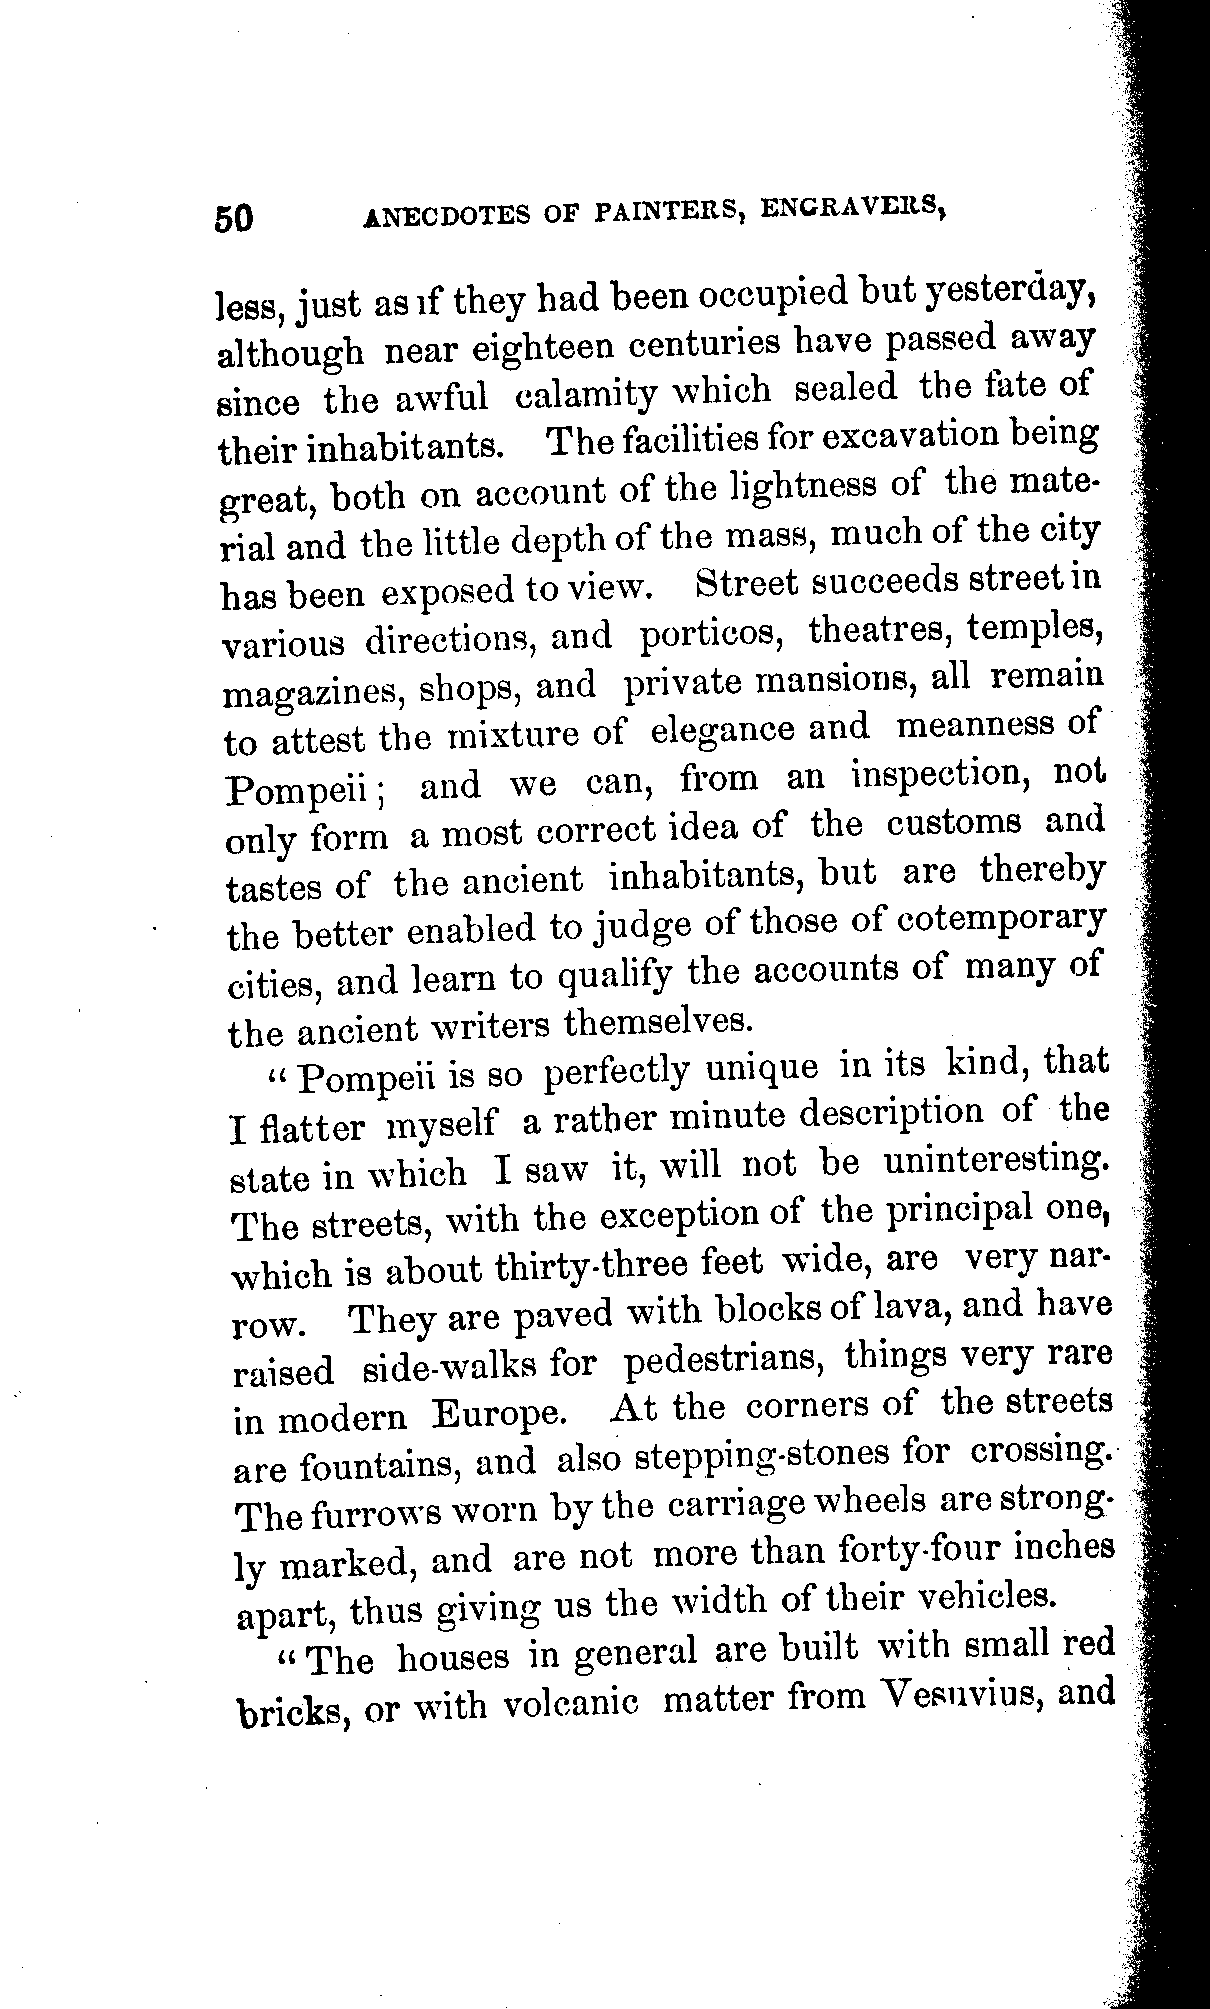 50 ANECDOTES OF PAINTERS, ENGRAVERS,
less, just as if they had been occupied but yesterday,
although near eighteen centuries have passed away
since the awful calamity which sealed the fate of
their inhabitants. The facilities for excavation being
great, both on account of the lightness of the mate-
rial and the little depth of the mass, much of the city
has been exposed to view. Street succeeds street in
various directions, and porticos, theatres, temples,
magazines, shops, and private mansions, all remain
to attest the mixture of elegance and meanness of
Pompeii; and we can, from an inspection, not
only form a most correct idea of the customs and
tastes of the ancient inhabitants, but are thereby
the better enabled to judge of those of cotemporary
cities, and learn to qualify the accounts of many of
the ancient writers themselves.
“Pompeii is so perfectly unique in its kind, that
I flatter myself a rather minute description of the
state in which I saw it, will not be uninteresting.
The streets, with the exception of the principal one,
which is about thirty-three feet wide, are very nar-
row. They are paved with blocks of lava, and have
raised side-walks for pedestrians, things very rare
in modern Europe. At the corners of the streets
are fountains, and also stepping-stones for crossing.
The furrows worn by the carriage wheels are strong-
ly marked, and are not more than forty-four inches
apart, thus giving us the width of their vehicles.
“The houses in general are built with small red
bricks, or with volcanic matter from Vesuvius, and